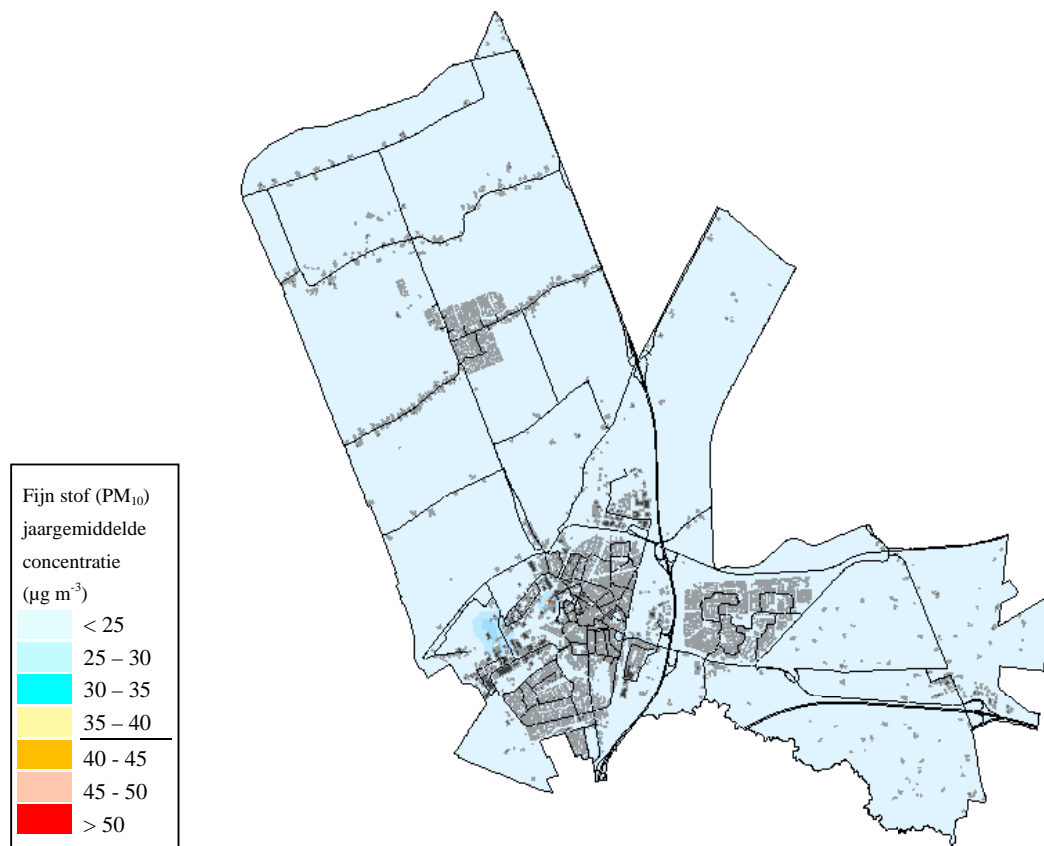 Fijn stof (PM₁₀)
jaargemiddelde
concentratie
(µg m⁻³)
< 25
25 – 30
30 – 35
35 – 40
40 - 45
45 - 50
> 50